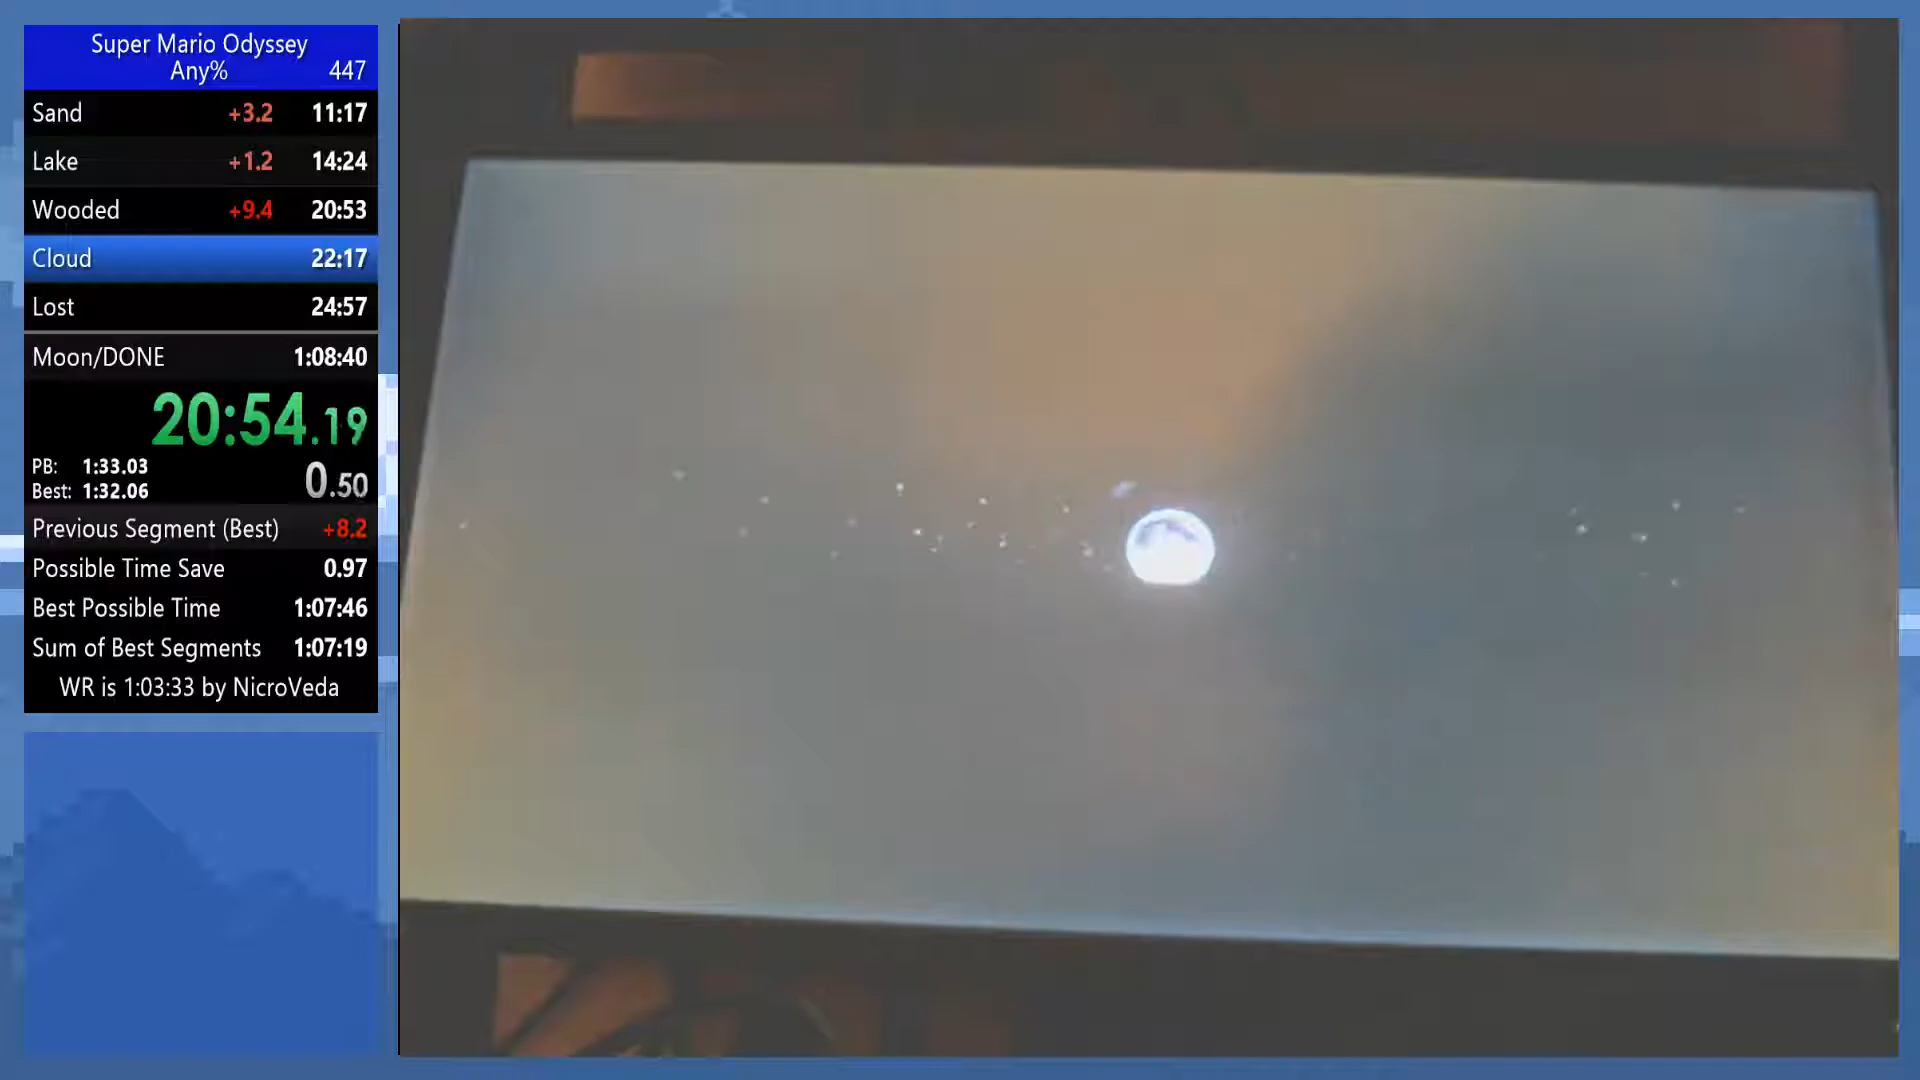 Super Mario Odyssey
Any% 447
Sand +3.2 11:17
Lake +1.2 14:24
Wooded +9.4 20:53
Cloud 22:17
Lost 24:57
Moon/DONE 1:08:40
20:54.19
PB: 1:33.03
Best: 1:32.06
0.50
Previous Segment (Best) +8.2
Possible Time Save 0.97
Best Possible Time 1:07:46
Sum of Best Segments 1:07:19
WR is 1:03:33 by NicroVeda